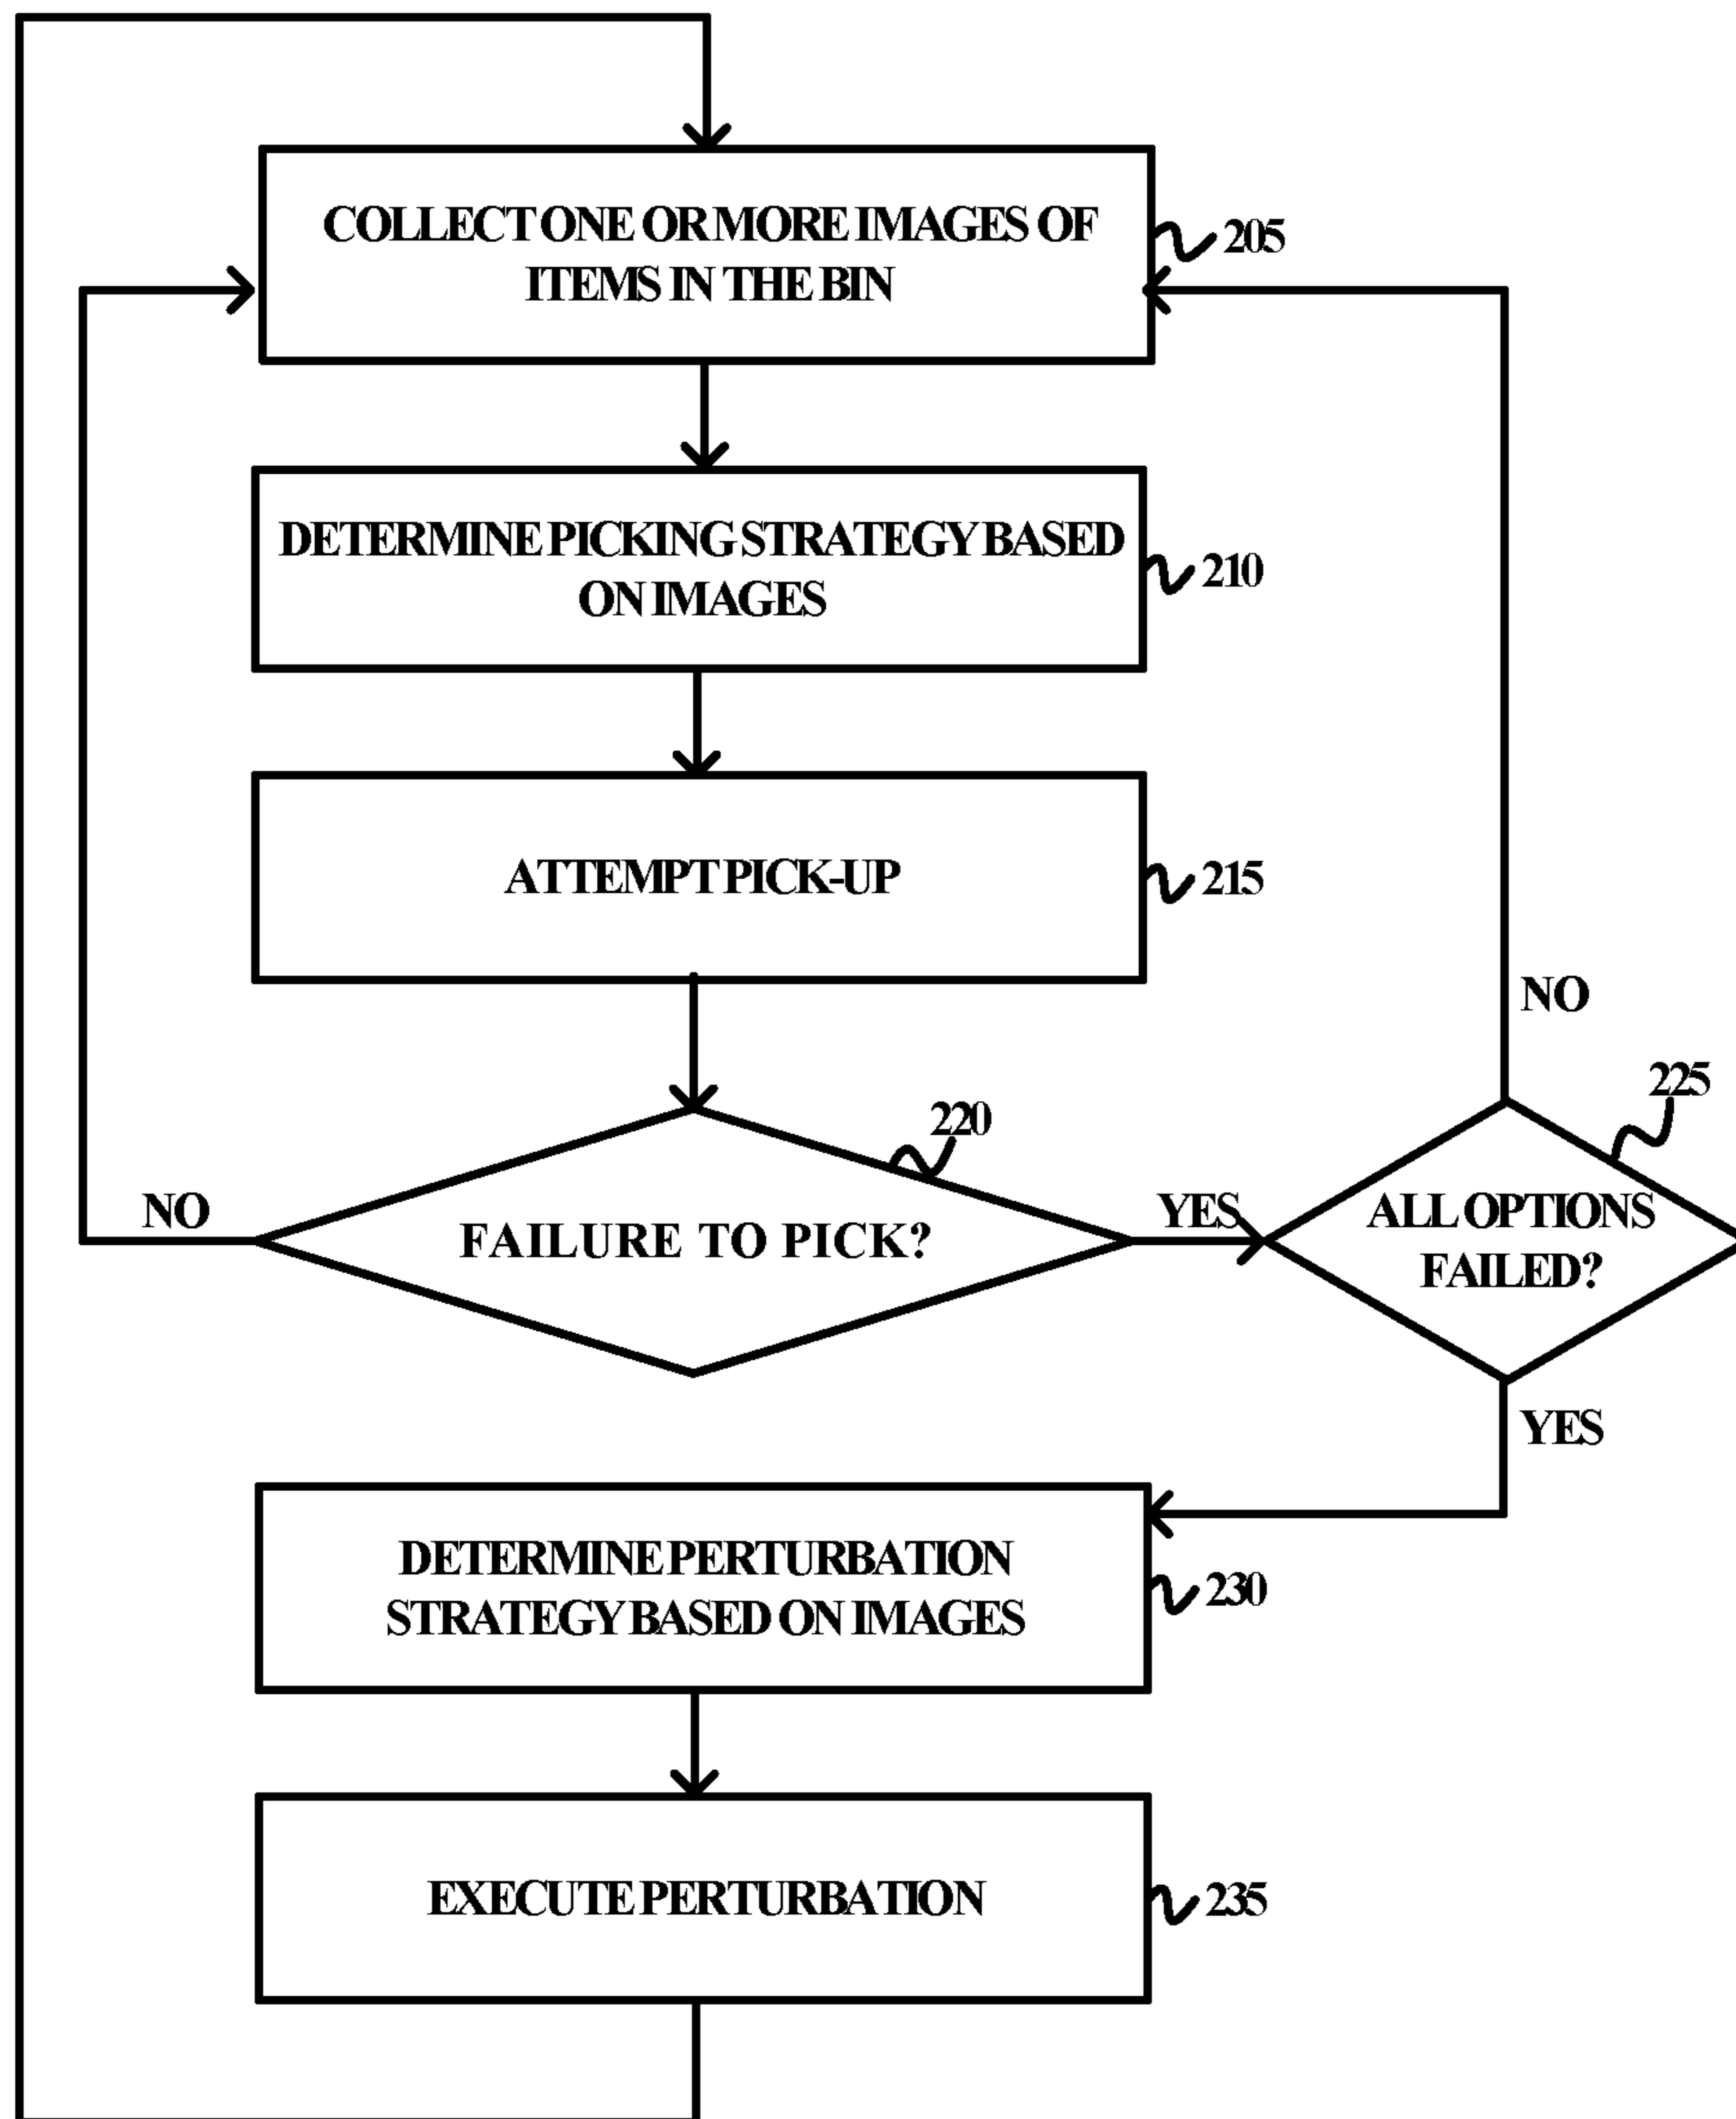 COLLECT ONE OR MORE IMAGES OF
ITEMS IN THE BIN
205
DETERMINE PICKING STRATEGY BASED
ON IMAGES
210
ATTEMPT PICK-UP
215
NO
225
220
NO
FAILURE TO PICK?
YES
ALL OPTIONS
FAILED?
YES
DETERMINE PERTURBATION
STRATEGY BASED ON IMAGES
230
EXECUTE PERTURBATION
235